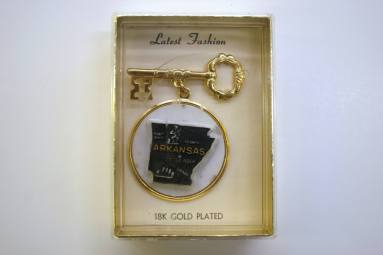 Latest Fashion
ARKANSAS
18K GOLD PLATED